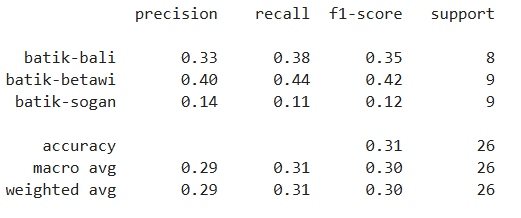 precision recall f1-score support
batik-bali 0.33 0.38 0.35 8
batik-betawi 0.40 0.44 0.42 9
batik-sogan 0.14 0.11 0.12 9
accuracy 0.31 26
macro avg 0.29 0.31 0.30 26
weighted avg 0.29 0.31 0.30 26